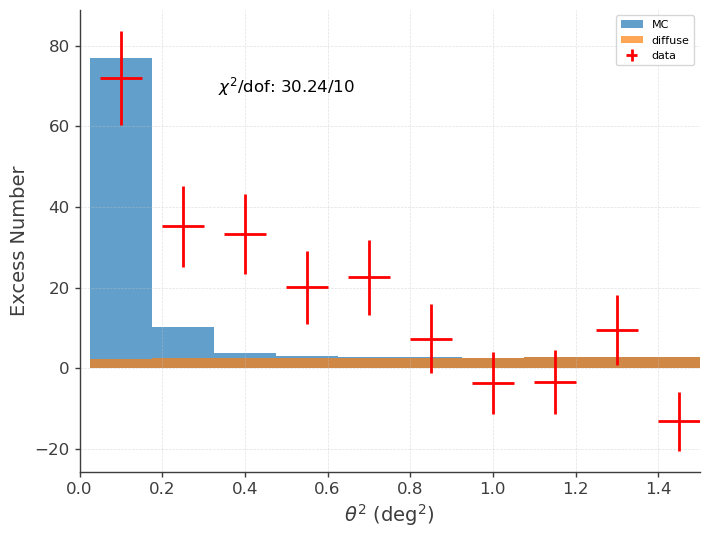 MC
diffuse
data
χ²/dof: 30.24/10
Excess Number
80
60
40
20
0
−20
0.0 0.2 0.4 0.6 0.8 1.0 1.2 1.4
θ² (deg²)